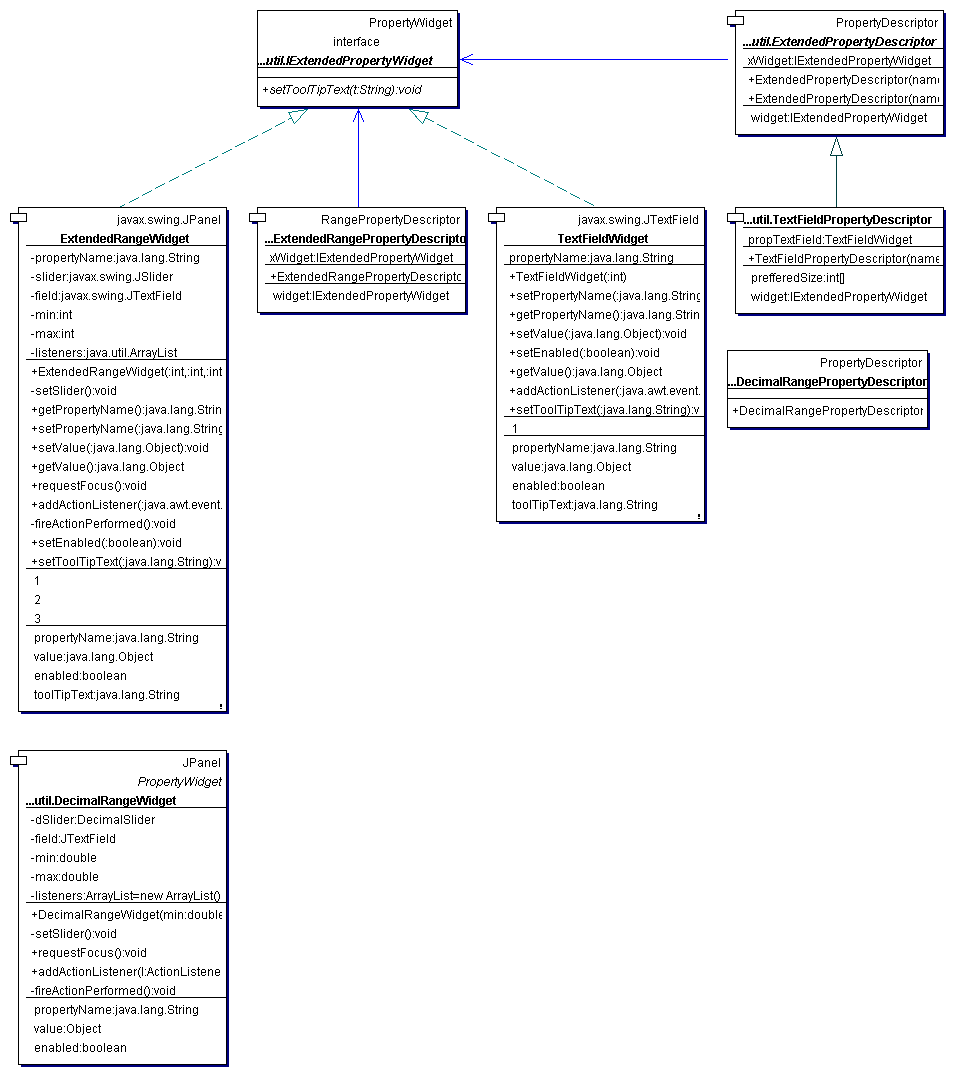 PropertyWidget
interface
...util.IExtendedPropertyWidget
+setToolTipText(t:String):void
PropertyDescriptor
...util.ExtendedPropertyDescriptor
xWidget:IExtendedPropertyWidget
+ExtendedPropertyDescriptor(name
+ExtendedPropertyDescriptor(name
widget:IExtendedPropertyWidget
javax.swing.JPanel
ExtendedRangeWidget
-propertyName:java.lang.String
-slider:javax.swing.JSlider
-field:javax.swing.JTextField
-min:int
-max:int
-listeners:java.util.ArrayList
+ExtendedRangeWidget(:int,:int,:int
-setSlider():void
+getPropertyName():java.lang.Strin
+setPropertyName(:java.lang.String
+setValue(:java.lang.Object):void
+getValue():java.lang.Object
+requestFocus():void
+addActionListener(:java.awt.event.
-fireActionPerformed():void
+setEnabled(:boolean):void
+setToolTipText(:java.lang.String):v
1
2
3
propertyName:java.lang.String
value:java.lang.Object
enabled:boolean
toolTipText:java.lang.String
RangePropertyDescriptor
...ExtendedRangePropertyDescripto
xWidget:IExtendedPropertyWidget
+ExtendedRangePropertyDescripto
widget:IExtendedPropertyWidget
javax.swing.JTextField
TextFieldWidget
propertyName:java.lang.String
+TextFieldWidget(:int)
+setPropertyName(:java.lang.String
+getPropertyName():java.lang.Strin
+setValue(:java.lang.Object):void
+setEnabled(:boolean):void
+getValue():java.lang.Object
+addActionListener(:java.awt.event.
+setToolTipText(:java.lang.String):v
1
propertyName:java.lang.String
value:java.lang.Object
enabled:boolean
toolTipText:java.lang.String
...util.TextFieldPropertyDescriptor
propTextField:TextFieldWidget
+TextFieldPropertyDescriptor(name
prefferedSize:int[]
widget:IExtendedPropertyWidget
PropertyDescriptor
...DecimalRangePropertyDescriptor
+DecimalRangePropertyDescriptor
JPanel
PropertyWidget
...util.DecimalRangeWidget
-dSlider:DecimalSlider
-field:JTextField
-min:double
-max:double
-listeners:ArrayList=new ArrayList()
+DecimalRangeWidget(min:double
-setSlider():void
+requestFocus():void
+addActionListener(l:ActionListene
-fireActionPerformed():void
propertyName:java.lang.String
value:Object
enabled:boolean